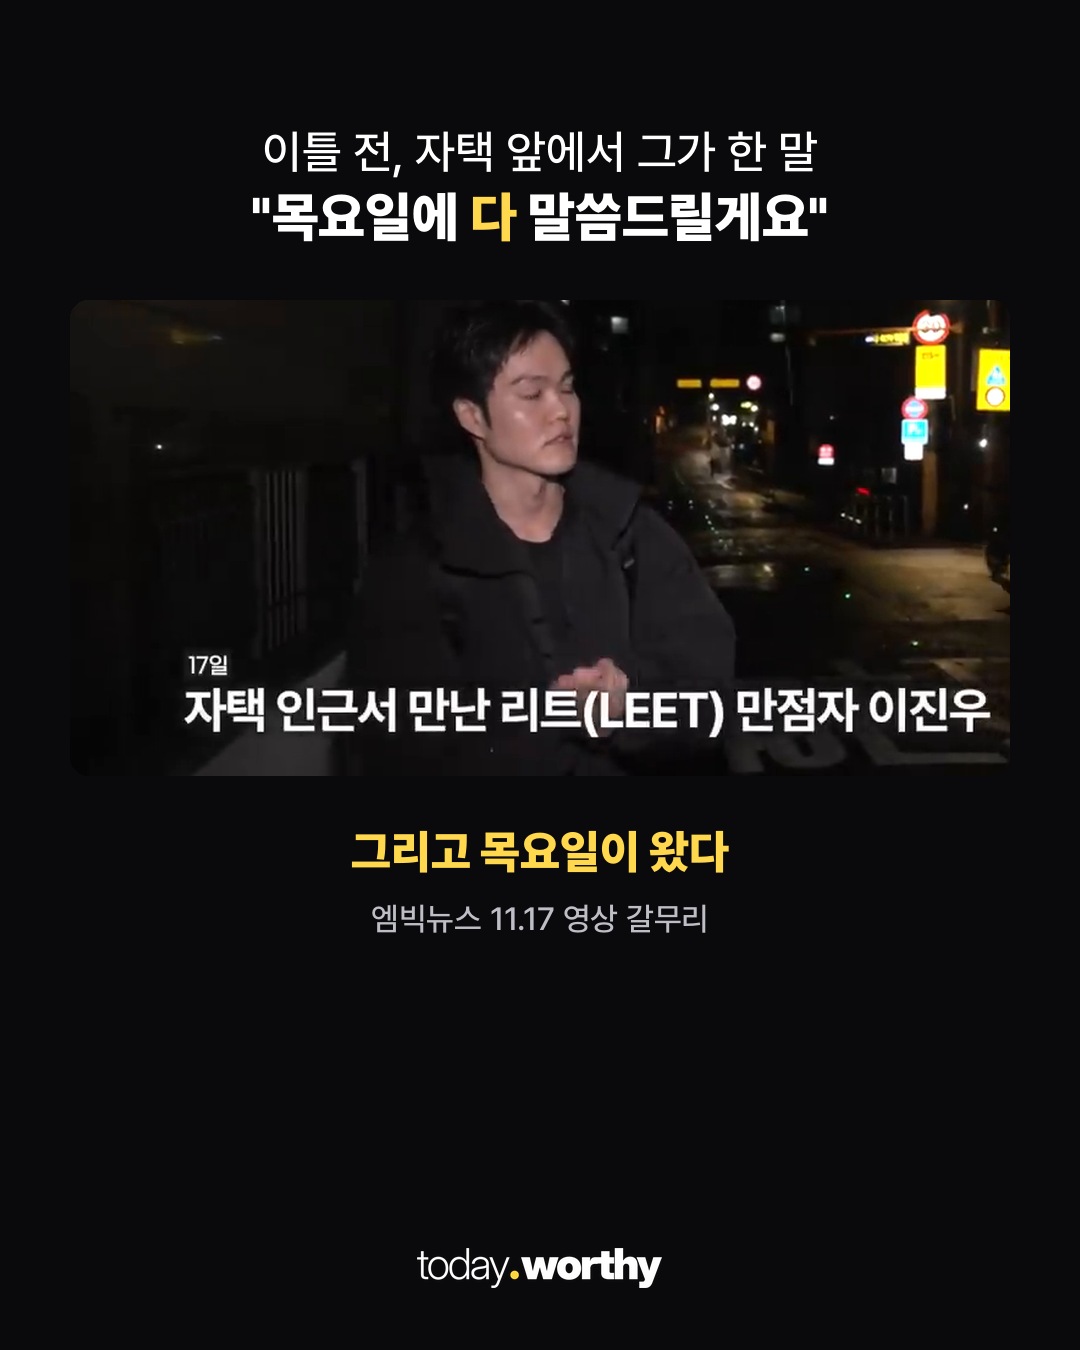 이틀 전, 자택 앞에서 그가 한 말
"목요일에 다 말씀드릴게요"
17일
자택 인근서 만난 리트(LEET) 만점자 이진우
그리고 목요일이 왔다
엠빅뉴스 11.17 영상 갈무리
today.worthy